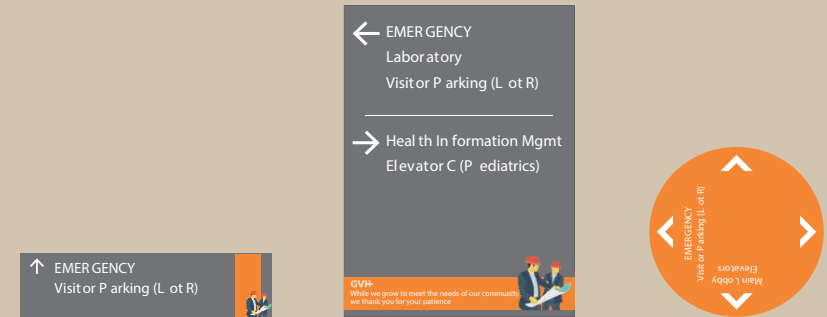 EMERGENCY
Visitor Parking (Lot R)
EMERGENCY
Laboratory
Visitor Parking (Lot R)
Health Information Mgmt
Elevator C (Pediatrics)
GVH•
While we grow to meet the needs of our community,
we thank you for your patience
EMERGENCY
Visitor Parking (Lot R)
Main Lobby
Elevators